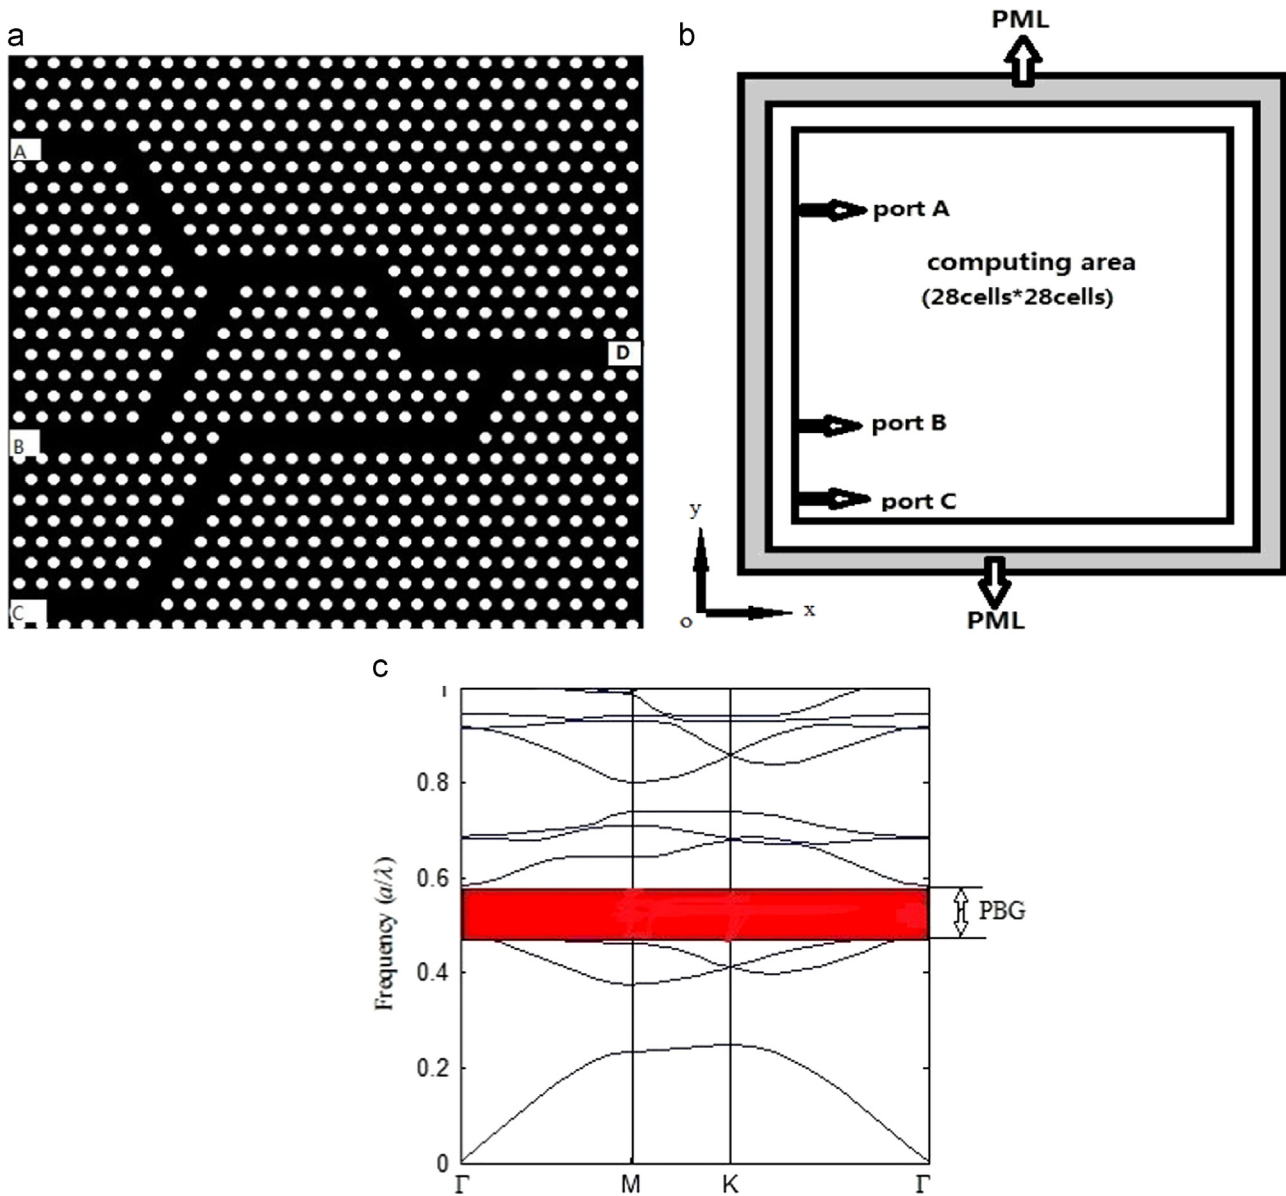 a
A
B
C
D
b
PML
port A
computing area
(28cells*28cells)
port B
port C
y
o
x
PML
c
1
0.8
0.6
0.4
0.2
0
Frequency (a/λ)
PBG
Γ M K Γ